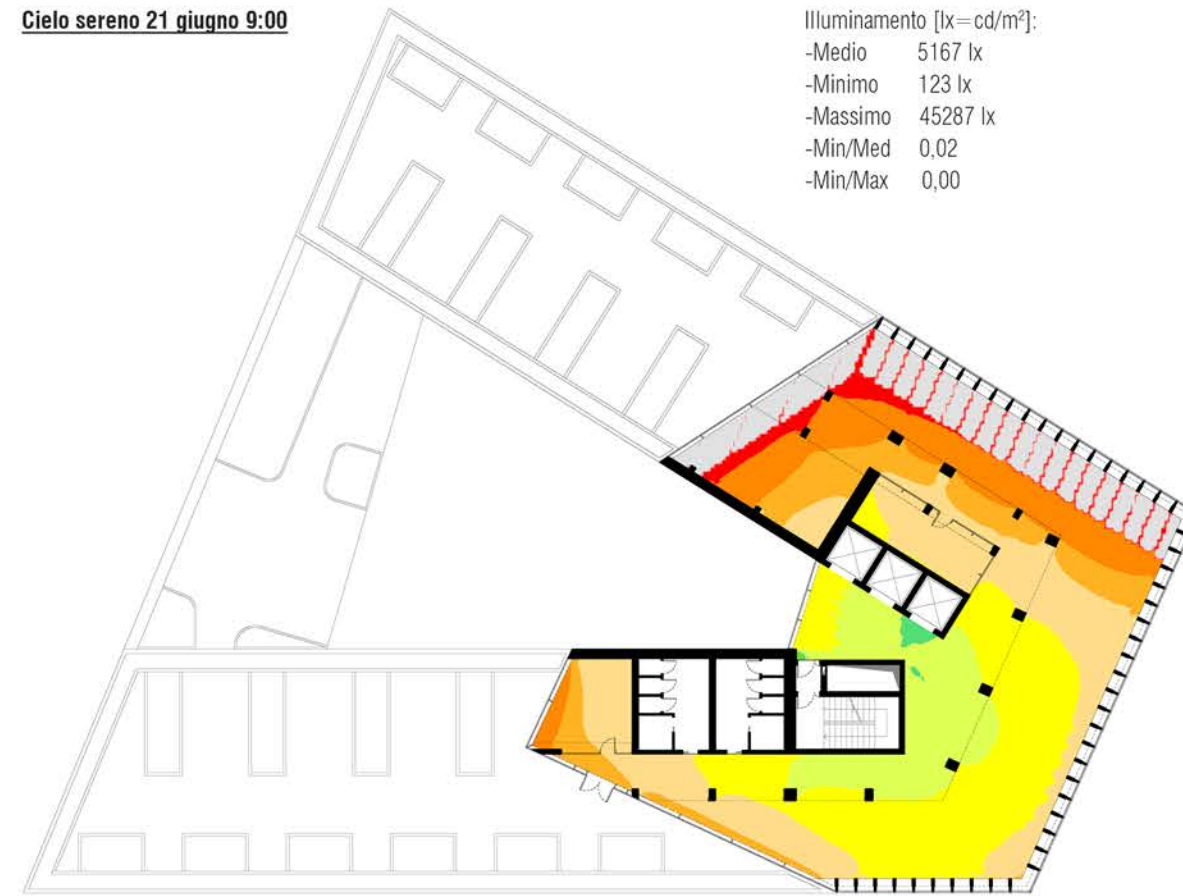 Cielo sereno 21 giugno 9:00
Illuminamento [lx=cd/m²]:
-Medio 5167 lx
-Minimo 123 lx
-Massimo 45287 lx
-Min/Med 0,02
-Min/Max 0,00